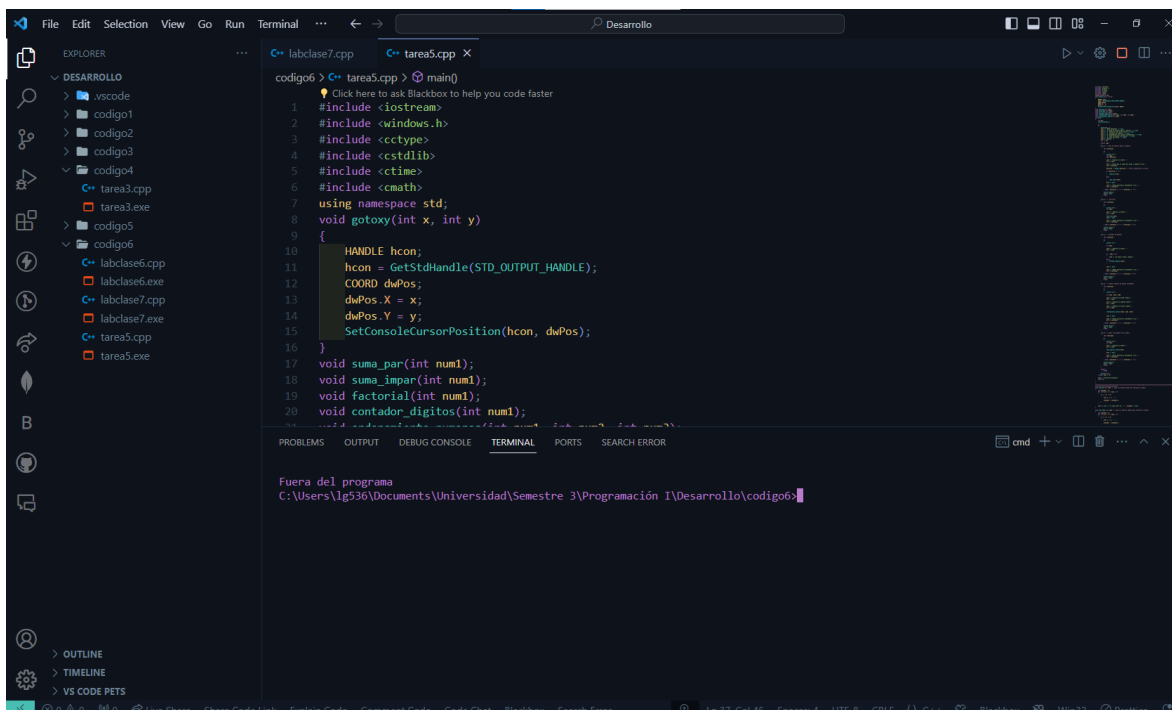 File Edit Selection View Go Run Terminal ··· Desarrollo
EXPLORER ···
DESARROLLO
.vscode
codigo1
codigo2
codigo3
codigo4
C++ tarea3.cpp
tarea3.exe
codigo5
codigo6
C++ labclase6.cpp
labclase6.exe
C++ labclase7.cpp
labclase7.exe
C++ tarea5.cpp
tarea5.exe
OUTLINE
TIMELINE
VS CODE PETS
C++ labclase7.cpp C++ tarea5.cpp
codigo6 > C++ tarea5.cpp > main()
Click here to ask Blackbox to help you code faster
1 #include <iostream>
2 #include <windows.h>
3 #include <cctype>
4 #include <cstdlib>
5 #include <ctime>
6 #include <cmath>
7 using namespace std;
8 void gotoxy(int x, int y)
9 {
10 HANDLE hcon;
11 hcon = GetStdHandle(STD_OUTPUT_HANDLE);
12 COORD dwPos;
13 dwPos.X = x;
14 dwPos.Y = y;
15 SetConsoleCursorPosition(hcon, dwPos);
16 }
17 void suma_par(int num1);
18 void suma_impar(int num1);
19 void factorial(int num1);
20 void contador_digitos(int num1);
PROBLEMS OUTPUT DEBUG CONSOLE TERMINAL PORTS SEARCH ERROR cmd
Fuera del programa
C:\Users\lg536\Documents\Universidad\Semestre 3\Programación I\Desarrollo\codigo6>